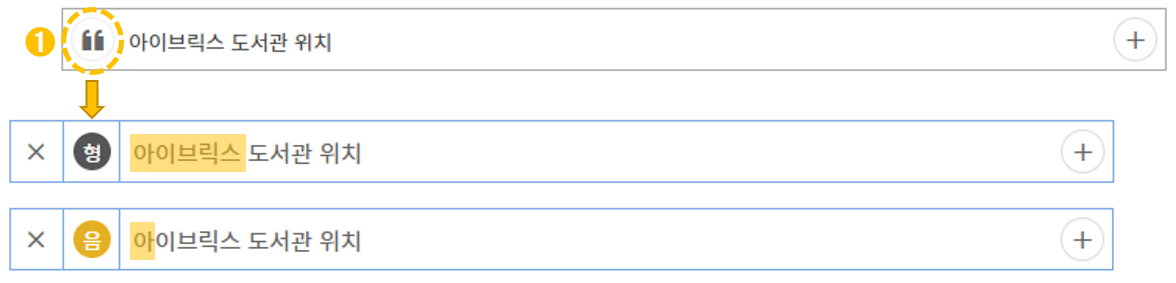 1 ❝ 아이브릭스 도서관 위치 +
× 형 아이브릭스 도서관 위치 +
× 음 아이브릭스 도서관 위치 +